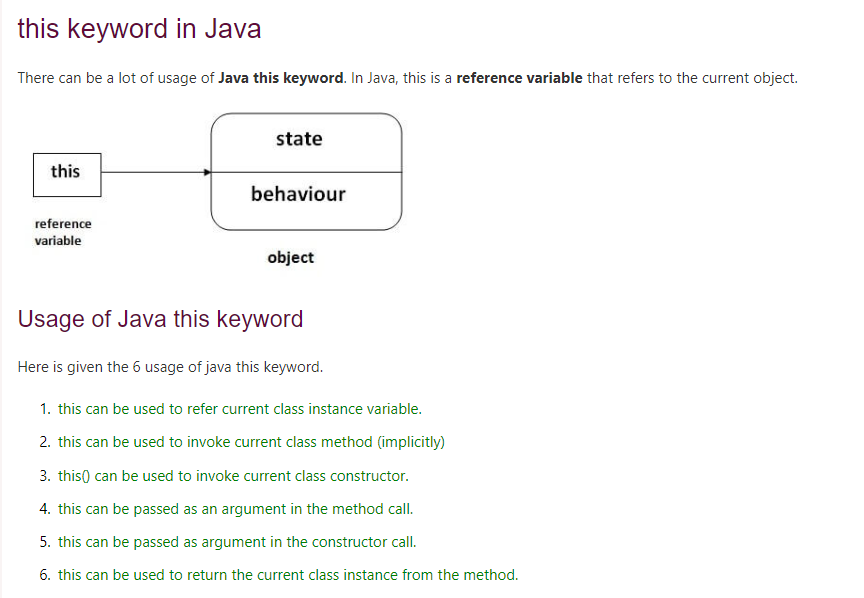 this keyword in Java
There can be a lot of usage of Java this keyword. In Java, this is a reference variable that refers to the current object.
state
this
behaviour
reference
variable
object
Usage of Java this keyword
Here is given the 6 usage of java this keyword.
1. this can be used to refer current class instance variable.
2. this can be used to invoke current class method (implicitly)
3. this() can be used to invoke current class constructor.
4. this can be passed as an argument in the method call.
5. this can be passed as argument in the constructor call.
6. this can be used to return the current class instance from the method.